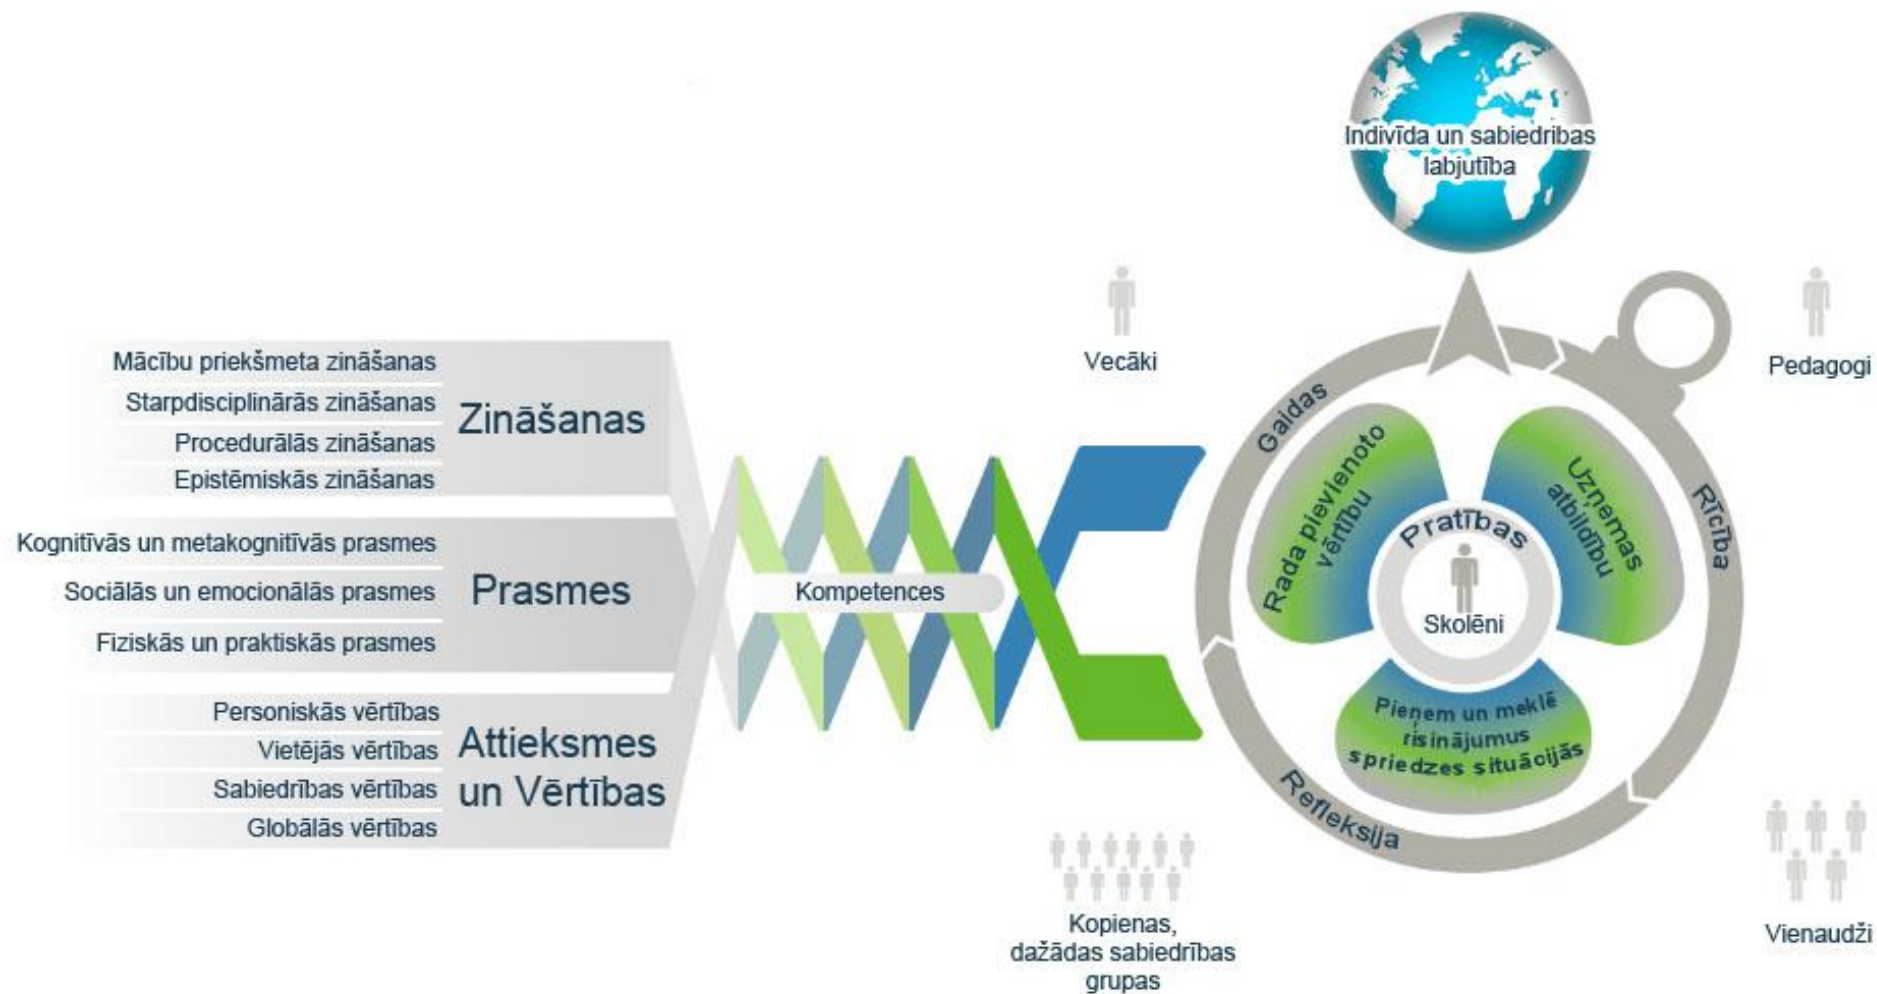 Indivīda un sabiedrības
labjutība
Vecāki
Pedagogi
Mācību priekšmeta zināšanas
Starpdisciplinārās zināšanas
Procedurālās zināšanas
Epistēmiskās zināšanas
Zināšanas
Kognitīvās un metakognitīvās prasmes
Sociālās un emocionālās prasmes
Fiziskās un praktiskās prasmes
Prasmes
Personiskās vērtības
Vietējās vērtības
Sabiedrības vērtības
Globālās vērtības
Attieksmes
un Vērtības
Kompetences
Gaidas
Rīcība
Refleksija
Rada pievienoto
vērtību
Uzņemas
atbildību
Pratības
Skolēni
Pieņem un meklē
risinājumus
spriedzes situācijās
Kopienas,
dažādas sabiedrības
grupas
Vienaudži